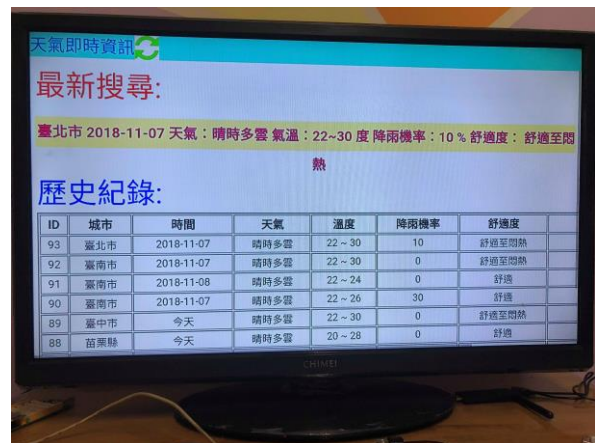 天氣即時資訊
最新搜尋:
臺北市 2018-11-07 天氣：晴時多雲 氣溫：22~30 度 降雨機率：10 % 舒適度： 舒適至悶
熱
歷史紀錄:
ID 城市 時間 天氣 溫度 降雨機率 舒適度
93 臺北市 2018-11-07 晴時多雲 22 ~ 30 10 舒適至悶熱
92 臺南市 2018-11-07 晴時多雲 22 ~ 30 0 舒適至悶熱
91 臺南市 2018-11-08 晴時多雲 22 ~ 24 0 舒適
90 臺南市 2018-11-07 晴時多雲 22 ~ 26 30 舒適
89 臺中市 今天 晴時多雲 22 ~ 30 0 舒適至悶熱
88 苗栗縣 今天 晴時多雲 20 ~ 28 0 舒適
CHIMEI